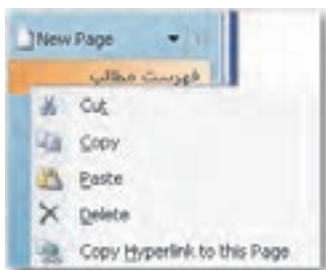 New Page
فهرست مطالب
Cut
Copy
Paste
Delete
Copy Hyperlink to this Page